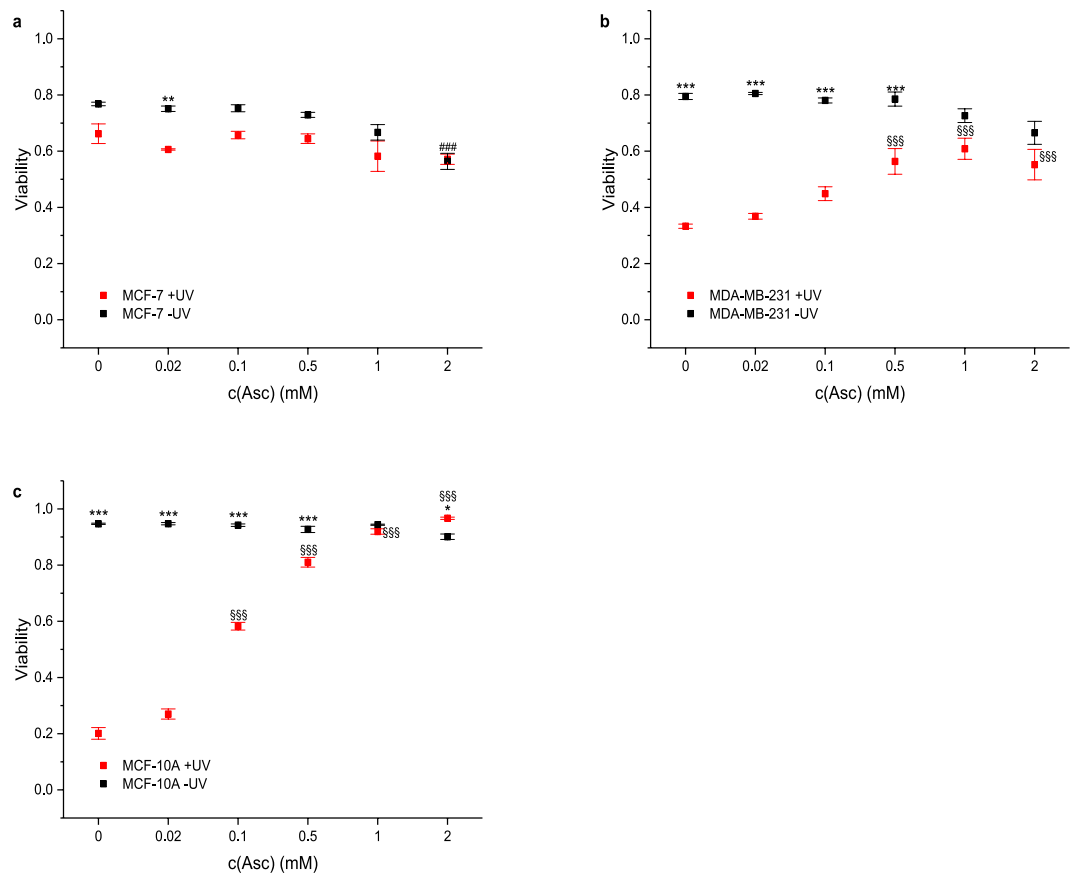 a
1.0
0.8
0.6
0.4
0.2
0.0
Viability
**
###
MCF-7 +UV
MCF-7 -UV
0 0.02 0.1 0.5 1 2
c(Asc) (mM)
b
1.0
0.8
0.6
0.4
0.2
0.0
Viability
*** *** *** ***
§§§ §§§ §§§
MDA-MB-231 +UV
MDA-MB-231 -UV
0 0.02 0.1 0.5 1 2
c(Asc) (mM)
c
1.0
0.8
0.6
0.4
0.2
0.0
Viability
§§§
*** *** *** *** *
§§§
§§§
§§§
MCF-10A +UV
MCF-10A -UV
0 0.02 0.1 0.5 1 2
c(Asc) (mM)